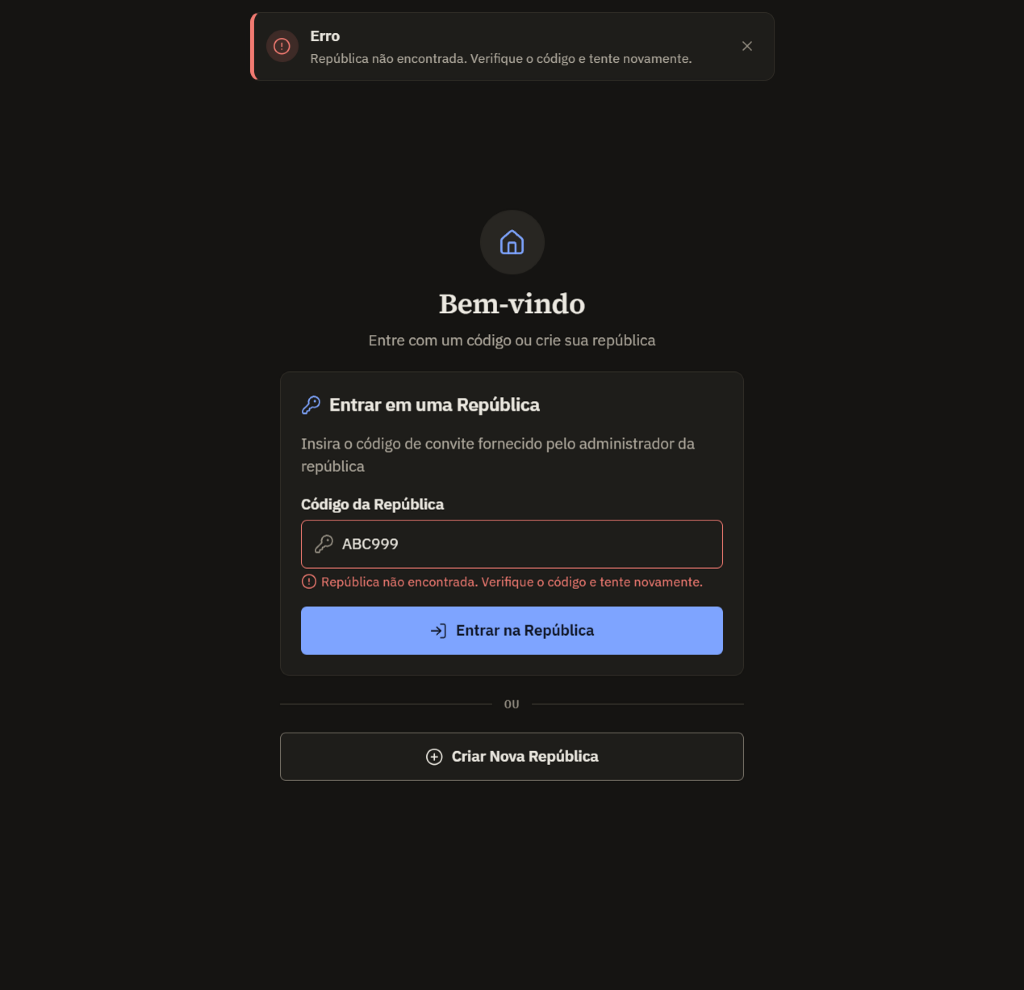 Erro
República não encontrada. Verifique o código e tente novamente.
Bem-vindo
Entre com um código ou crie sua república
Entrar em uma República
Insira o código de convite fornecido pelo administrador da
república
Código da República
ABC999
República não encontrada. Verifique o código e tente novamente.
Entrar na República
OU
Criar Nova República